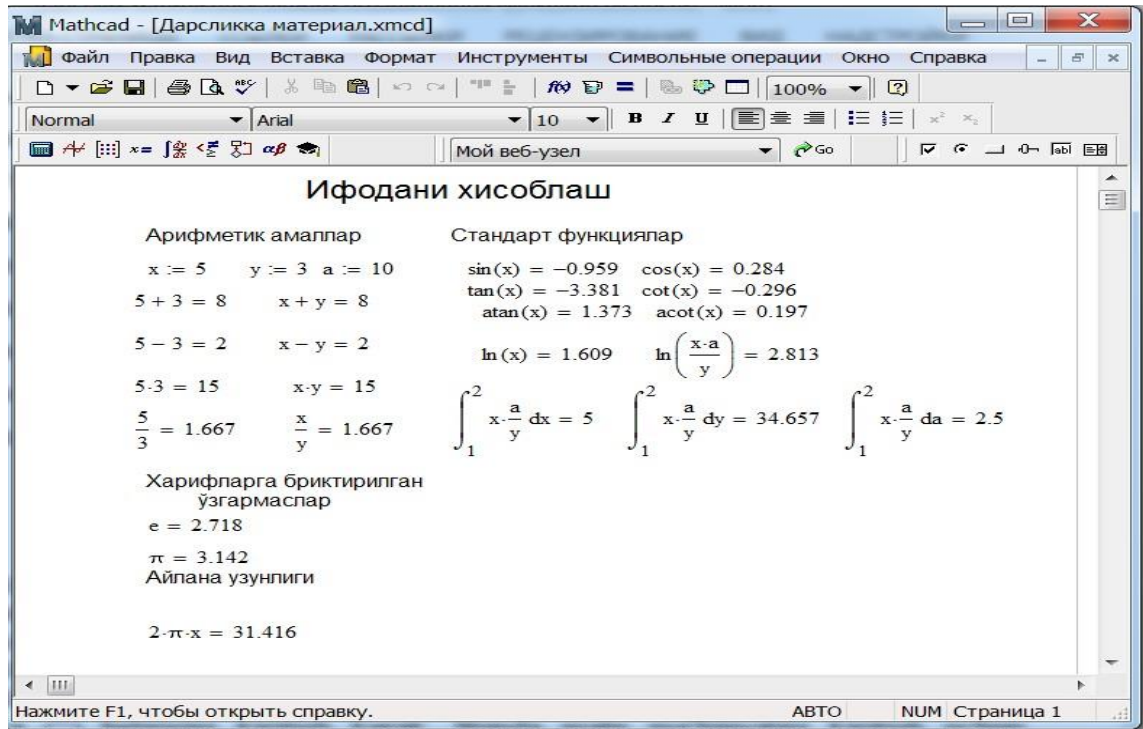 Mathcad - [Дарсликка материал.xmcd]
Файл Правка Вид Вставка Формат Инструменты Символьные операции Окно Справка
100%
Normal Arial 10 B I U
Мой веб-узел Go
Ифодани хисоблаш
Арифметик амаллар Стандарт функциялар
x := 5 y := 3 a := 10 sin(x) = −0.959 cos(x) = 0.284
tan(x) = −3.381 cot(x) = −0.296
5 + 3 = 8 x + y = 8 atan(x) = 1.373 acot(x) = 0.197
5 − 3 = 2 x − y = 2 ln(x) = 1.609 ln(x·a/y) = 2.813
5·3 = 15 x·y = 15
5/3 = 1.667 x/y = 1.667 ∫₁² x·a/y dx = 5 ∫₁² x·a/y dy = 34.657 ∫₁² x·a/y da = 2.5
Харифларга бриктирилган
ўзгармаслар
e = 2.718
π = 3.142
Айлана узунлиги
2·π·x = 31.416
Нажмите F1, чтобы открыть справку. АВТО NUM Страница 1